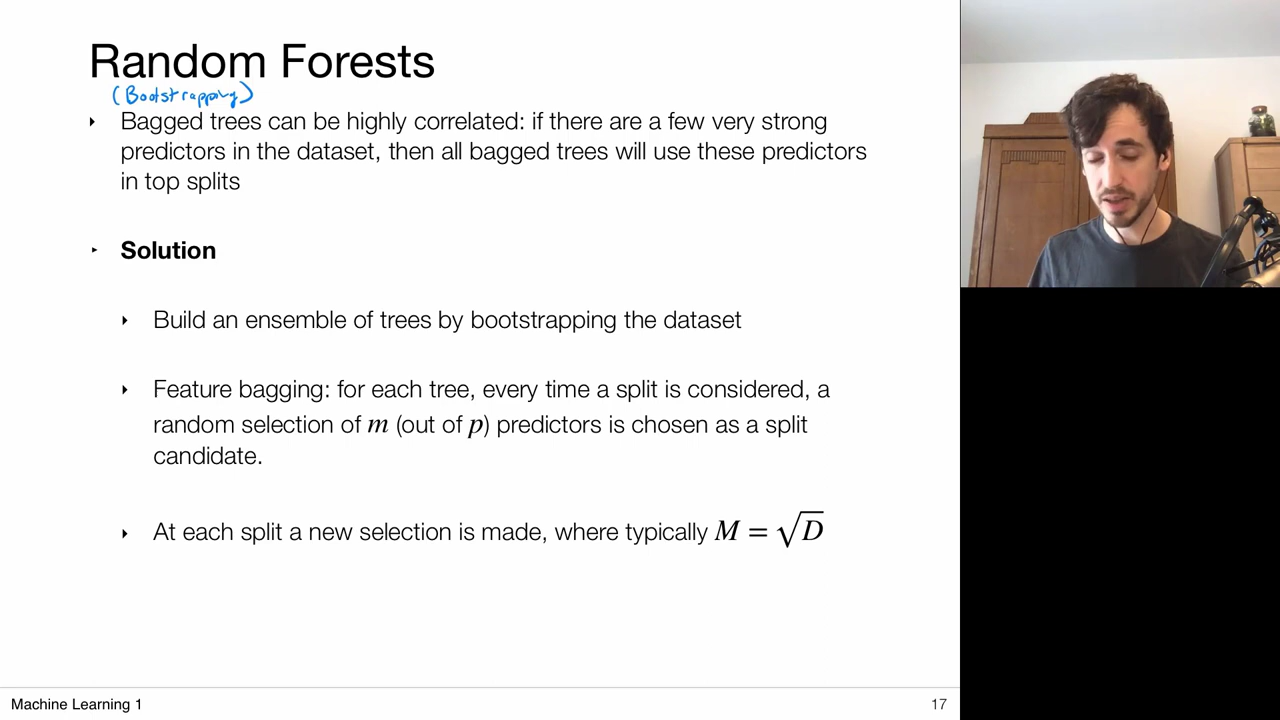 Random Forests
(Bootstrapping)
‣ Bagged trees can be highly correlated: if there are a few very strong
predictors in the dataset, then all bagged trees will use these predictors
in top splits
‣ Solution
‣ Build an ensemble of trees by bootstrapping the dataset
‣ Feature bagging: for each tree, every time a split is considered, a
random selection of m (out of p) predictors is chosen as a split
candidate.
‣ At each split a new selection is made, where typically M = √D
Machine Learning 1
17